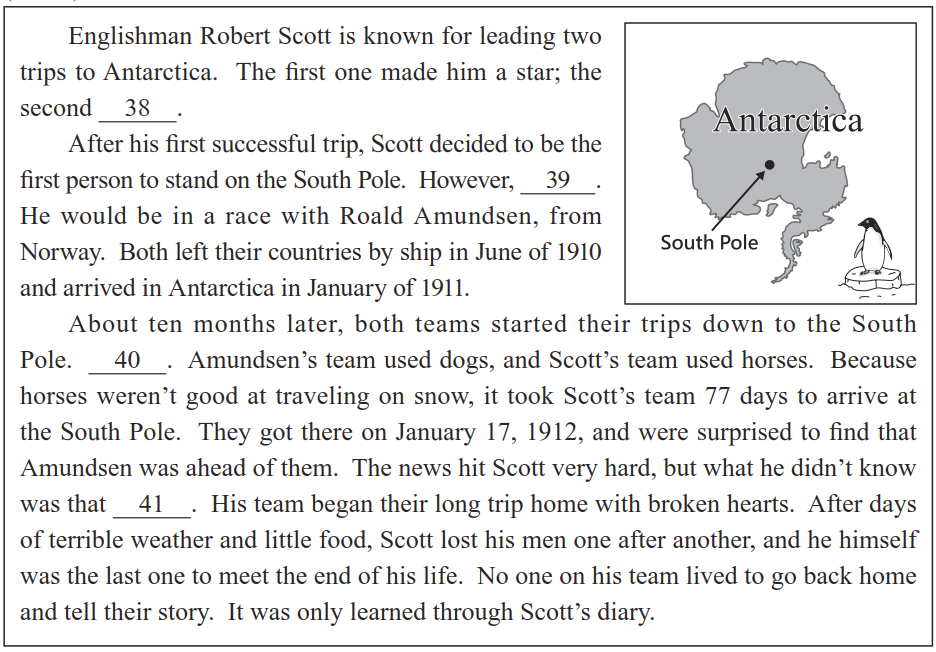 Englishman Robert Scott is known for leading two
trips to Antarctica. The first one made him a star; the
second 38 .
After his first successful trip, Scott decided to be the
first person to stand on the South Pole. However, 39 .
He would be in a race with Roald Amundsen, from
Norway. Both left their countries by ship in June of 1910
and arrived in Antarctica in January of 1911.
Antarctica
South Pole
About ten months later, both teams started their trips down to the South
Pole. 40 . Amundsen's team used dogs, and Scott's team used horses. Because
horses weren't good at traveling on snow, it took Scott's team 77 days to arrive at
the South Pole. They got there on January 17, 1912, and were surprised to find that
Amundsen was ahead of them. The news hit Scott very hard, but what he didn't know
was that 41 . His team began their long trip home with broken hearts. After days
of terrible weather and little food, Scott lost his men one after another, and he himself
was the last one to meet the end of his life. No one on his team lived to go back home
and tell their story. It was only learned through Scott's diary.